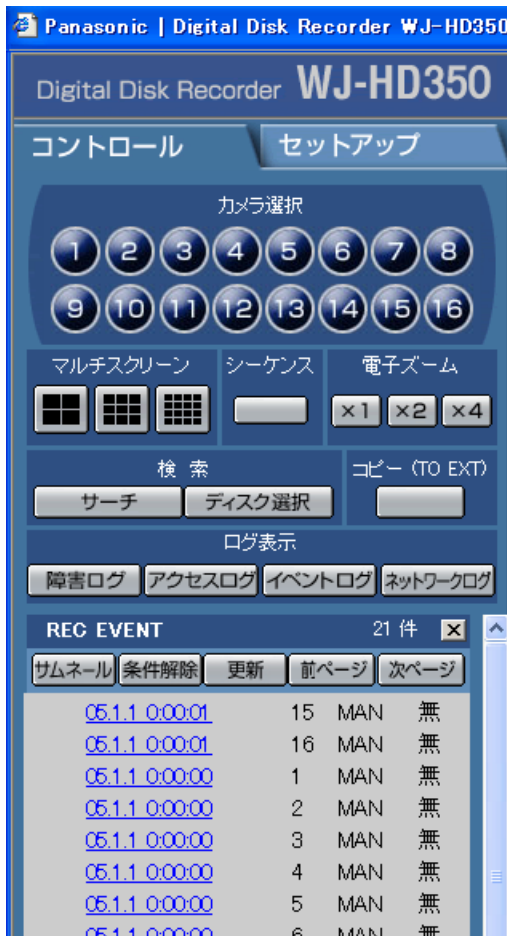 Panasonic | Digital Disk Recorder WJ-HD350
Digital Disk Recorder WJ-HD350
コントロール セットアップ
カメラ選択
1 2 3 4 5 6 7 8
9 10 11 12 13 14 15 16
マルチスクリーン シーケンス 電子ズーム
×1 ×2 ×4
検索 コピー (TO EXT)
サーチ ディスク選択
ログ表示
障害ログ アクセスログ イベントログ ネットワークログ
REC EVENT 21 件
サムネール 条件解除 更新 前ページ 次ページ
05.1.1 0:00:01 15 MAN 無
05.1.1 0:00:01 16 MAN 無
05.1.1 0:00:00 1 MAN 無
05.1.1 0:00:00 2 MAN 無
05.1.1 0:00:00 3 MAN 無
05.1.1 0:00:00 4 MAN 無
05.1.1 0:00:00 5 MAN 無
05.1.1 0:00:00 6 MAN 無